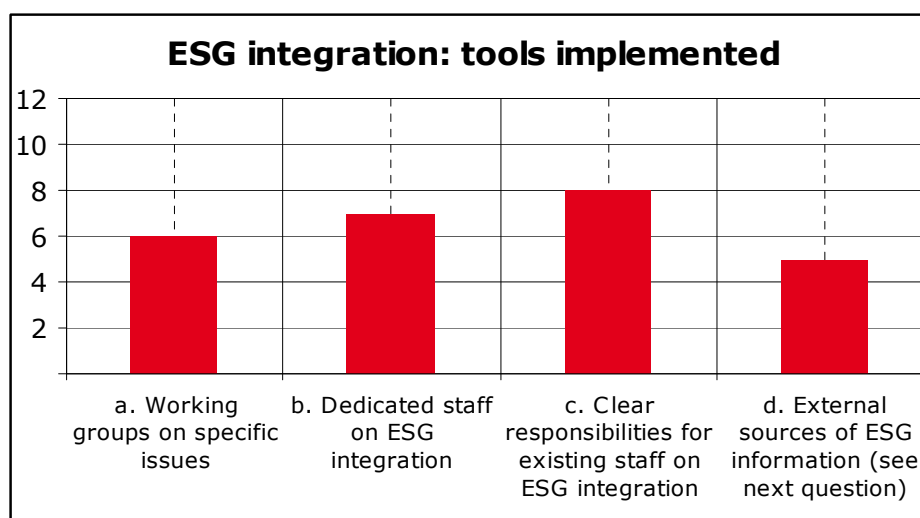 ESG integration: tools implemented
12
10
8
6
4
2
a. Working
groups on specific
issues
b. Dedicated staff
on ESG
integration
c. Clear
responsibilities for
existing staff on
ESG integration
d. External
sources of ESG
information (see
next question)